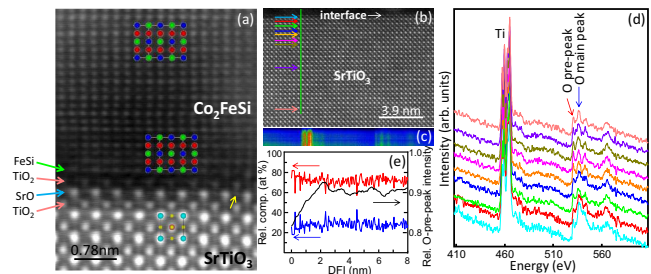 (a)
Co2FeSi
FeSi
TiO2
SrO
TiO2
0.78nm
SrTiO3
interface
(b)
SrTiO3
3.9 nm
(c)
(e)
Rel. comp. (at %)
100
80
60
40
20
0
2
4
6
8
DFI (nm)
1.0
0.9
0.8
Rel. O-pre-peak intensity
(d)
Ti
O pre-peak
O main peak
Intensity (arb. units)
410
460
510
560
Energy (eV)